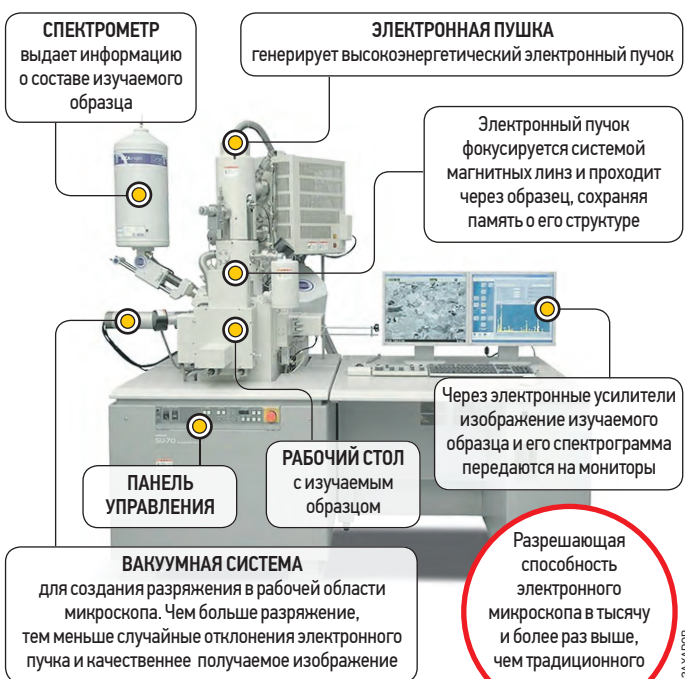 СПЕКТРОМЕТР
выдает информацию
о составе изучаемого
образца
ЭЛЕКТРОННАЯ ПУШКА
генерирует высокоэнергетический электронный пучок
Электронный пучок
фокусируется системой
магнитных линз и проходит
через образец, сохраняя
память о его структуре
Через электронные усилители
изображение изучаемого
образца и его спектрограмма
передаются на мониторы
SU-70
ПАНЕЛЬ
УПРАВЛЕНИЯ
РАБОЧИЙ СТОЛ
с изучаемым
образцом
ВАКУУМНАЯ СИСТЕМА
для создания разряжения в рабочей области
микроскопа. Чем больше разряжение,
тем меньше случайные отклонения электронного
пучка и качественнее получаемое изображение
Разрешающая
способность
электронного
микроскопа в тысячу
и более раз выше,
чем традиционного
ЗАХАРОВ